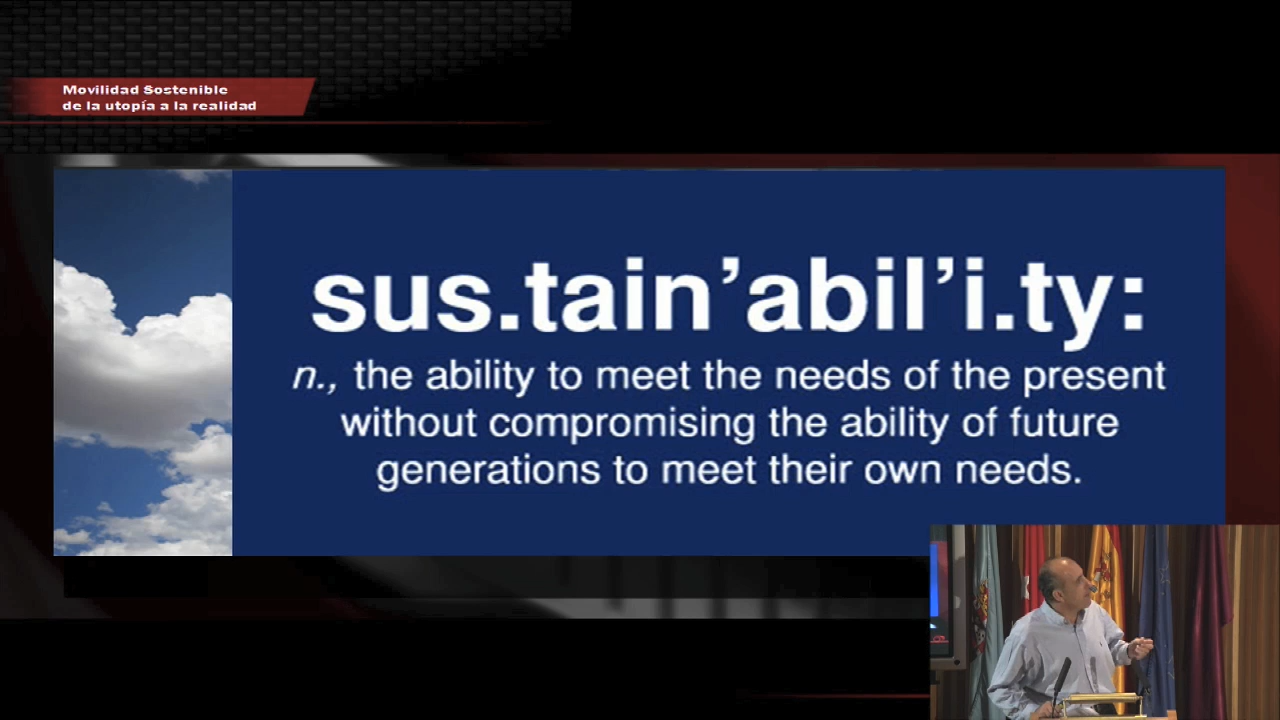 Movilidad Sostenible
de la utopía a la realidad
sus.tain’abil’i.ty:
n., the ability to meet the needs of the present
without compromising the ability of future
generations to meet their own needs.